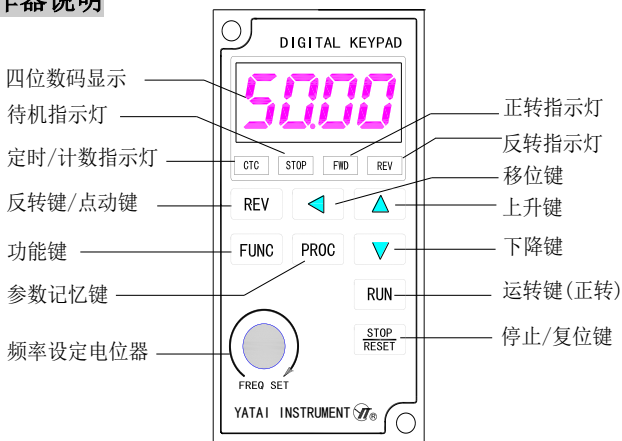 器说明
DIGITAL KEYPAD
50.00
四位数码显示
待机指示灯
定时/计数指示灯
正转指示灯
反转指示灯
CTC STOP FWD REV
移位键
反转键/点动键
REV
上升键
功能键
FUNC PROC
下降键
参数记忆键
RUN
运转键(正转)
频率设定电位器
STOP
RESET
停止/复位键
FREQ SET
YATAI INSTRUMENT ®